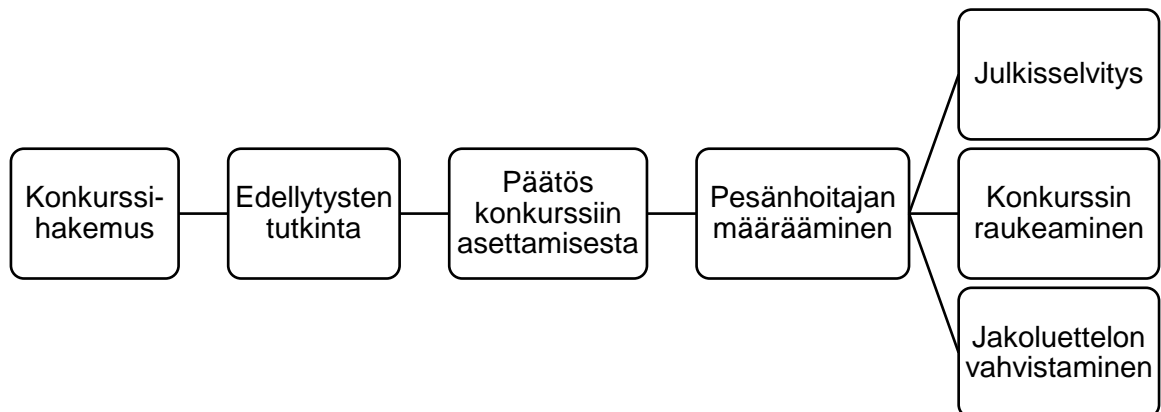 Konkurssi-
hakemus
Edellytysten
tutkinta
Päätös
konkurssiin
asettamisesta
Pesänhoitajan
määrääminen
Julkisselvitys
Konkurssin
raukeaminen
Jakoluettelon
vahvistaminen